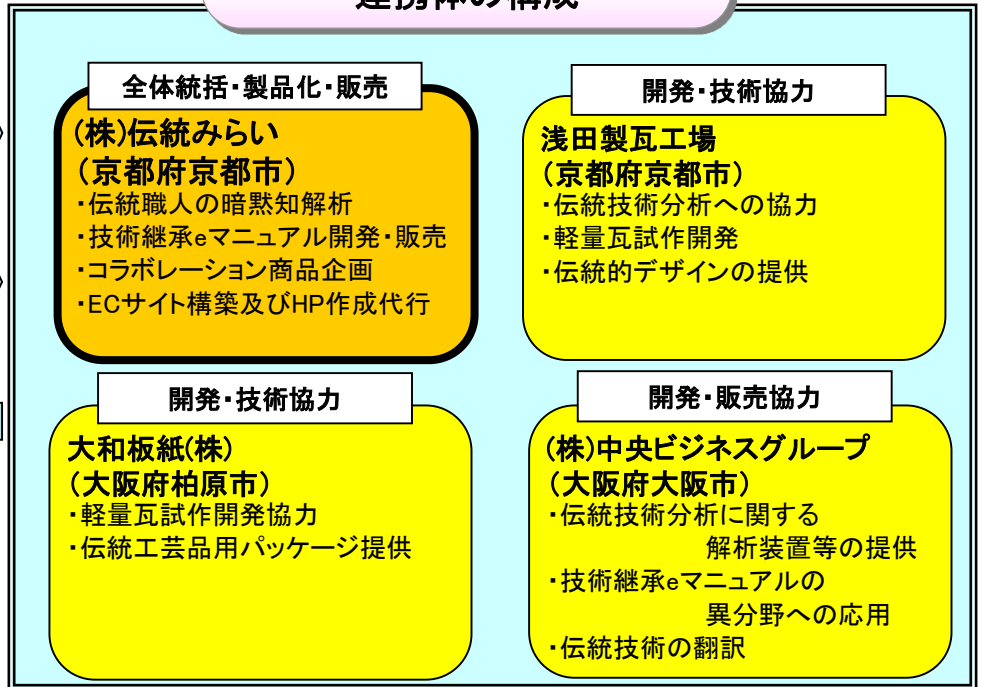 連携体の構成
全体統括・製品化・販売
(株)伝統みらい
(京都府京都市)
・伝統職人の暗黙知解析
・技術継承eマニュアル開発・販売
・コラボレーション商品企画
・ECサイト構築及びHP作成代行
開発・技術協力
浅田製瓦工場
(京都府京都市)
・伝統技術分析への協力
・軽量瓦試作開発
・伝統的デザインの提供
開発・技術協力
大和板紙(株)
(大阪府柏原市)
・軽量瓦試作開発協力
・伝統工芸品用パッケージ提供
開発・販売協力
(株)中央ビジネスグループ
(大阪府大阪市)
・伝統技術分析に関する
解析装置等の提供
・技術継承eマニュアルの
異分野への応用
・伝統技術の翻訳